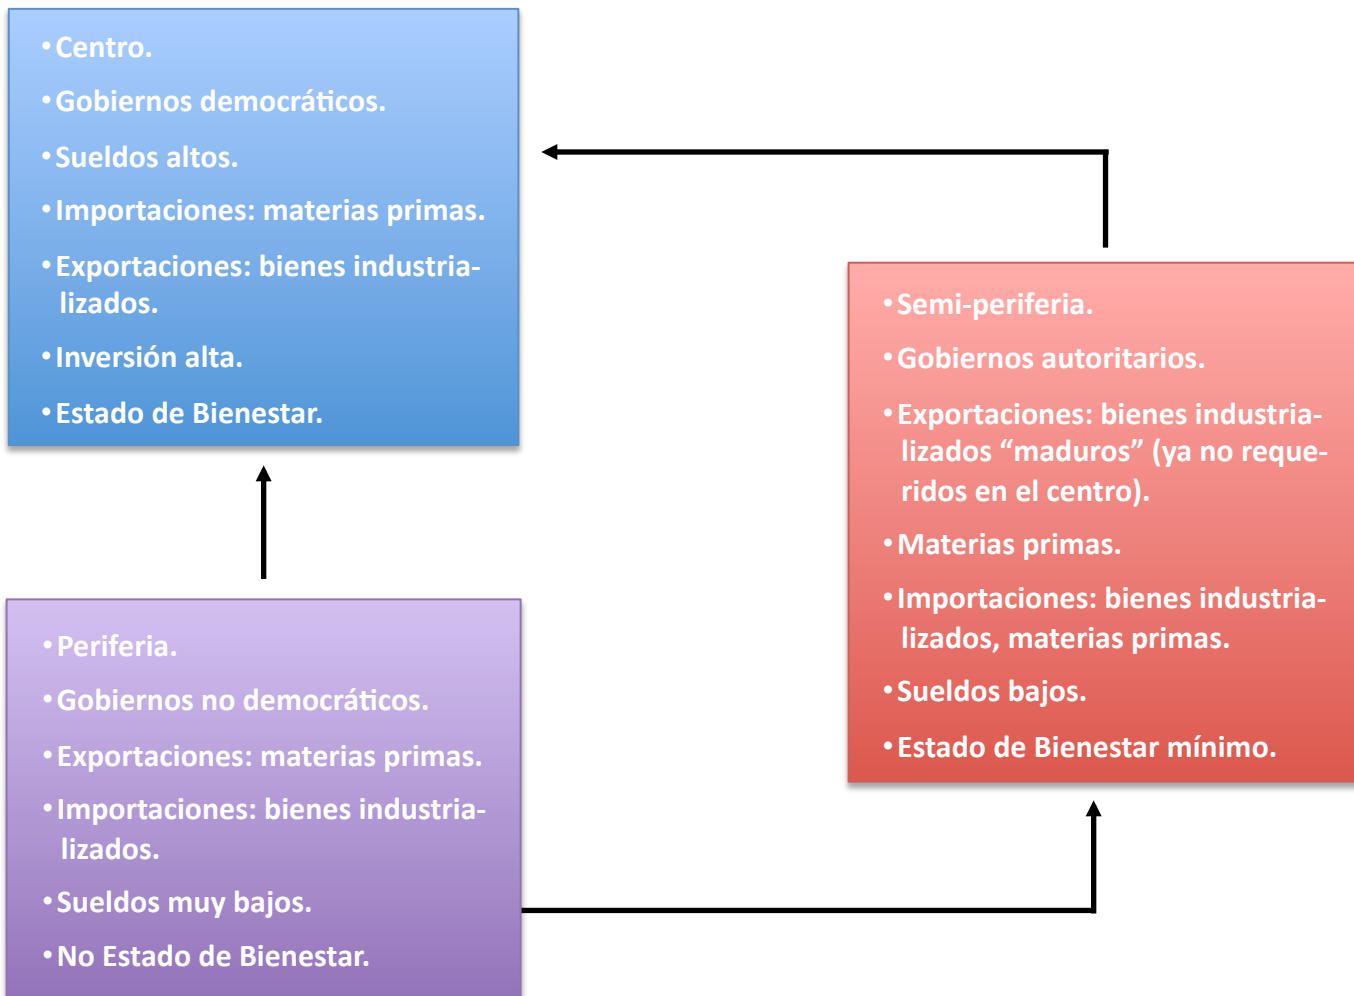 • Centro.
• Gobiernos democráticos.
• Sueldos altos.
• Importaciones: materias primas.
• Exportaciones: bienes industria-
lizados.
• Inversión alta.
• Estado de Bienestar.
• Semi-periferia.
• Gobiernos autoritarios.
• Exportaciones: bienes industria-
lizados “maduros” (ya no reque-
ridos en el centro).
• Materias primas.
• Importaciones: bienes industria-
lizados, materias primas.
• Sueldos bajos.
• Estado de Bienestar mínimo.
• Periferia.
• Gobiernos no democráticos.
• Exportaciones: materias primas.
• Importaciones: bienes industria-
lizados.
• Sueldos muy bajos.
• No Estado de Bienestar.